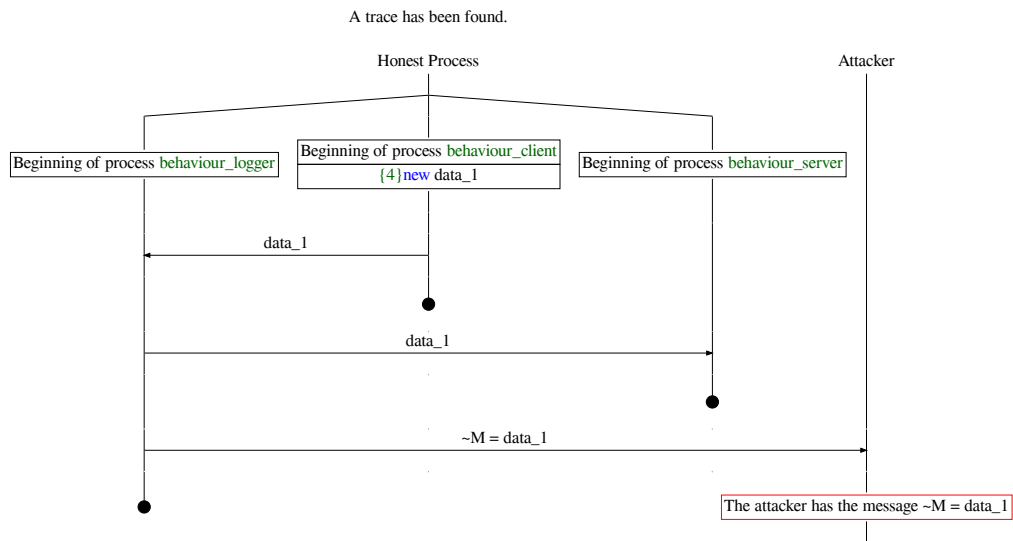 A trace has been found.
Honest Process
Attacker
Beginning of process behaviour_logger
Beginning of process behaviour_client
{4}new data_1
Beginning of process behaviour_server
data_1
data_1
~M = data_1
The attacker has the message ~M = data_1